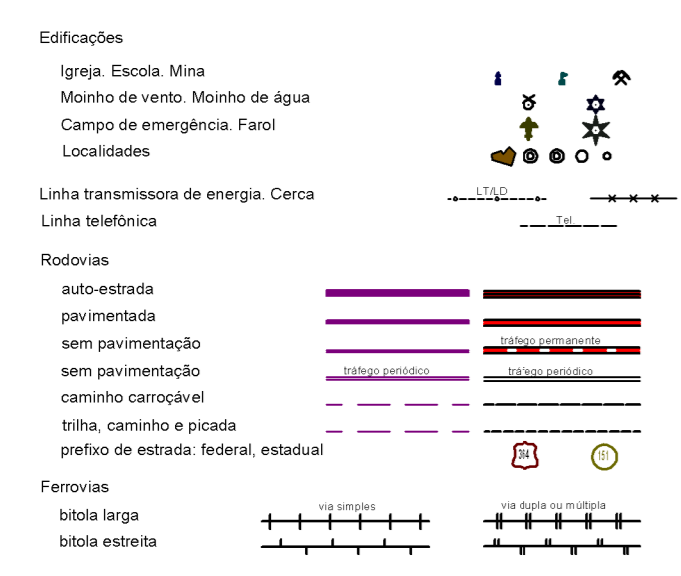 Edificações
Igreja. Escola. Mina
Moinho de vento. Moinho de água
Campo de emergência. Farol
Localidades
Linha transmissora de energia. Cerca
LT/LD
Linha telefônica
Tel.
Rodovias
auto-estrada
pavimentada
sem pavimentação
tráfego permanente
sem pavimentação
tráfego periódico
tráfego periódico
caminho carroçável
trilha, caminho e picada
prefixo de estrada: federal, estadual
364
151
Ferrovias
bitola larga
via simples
via dupla ou múltipla
bitola estreita